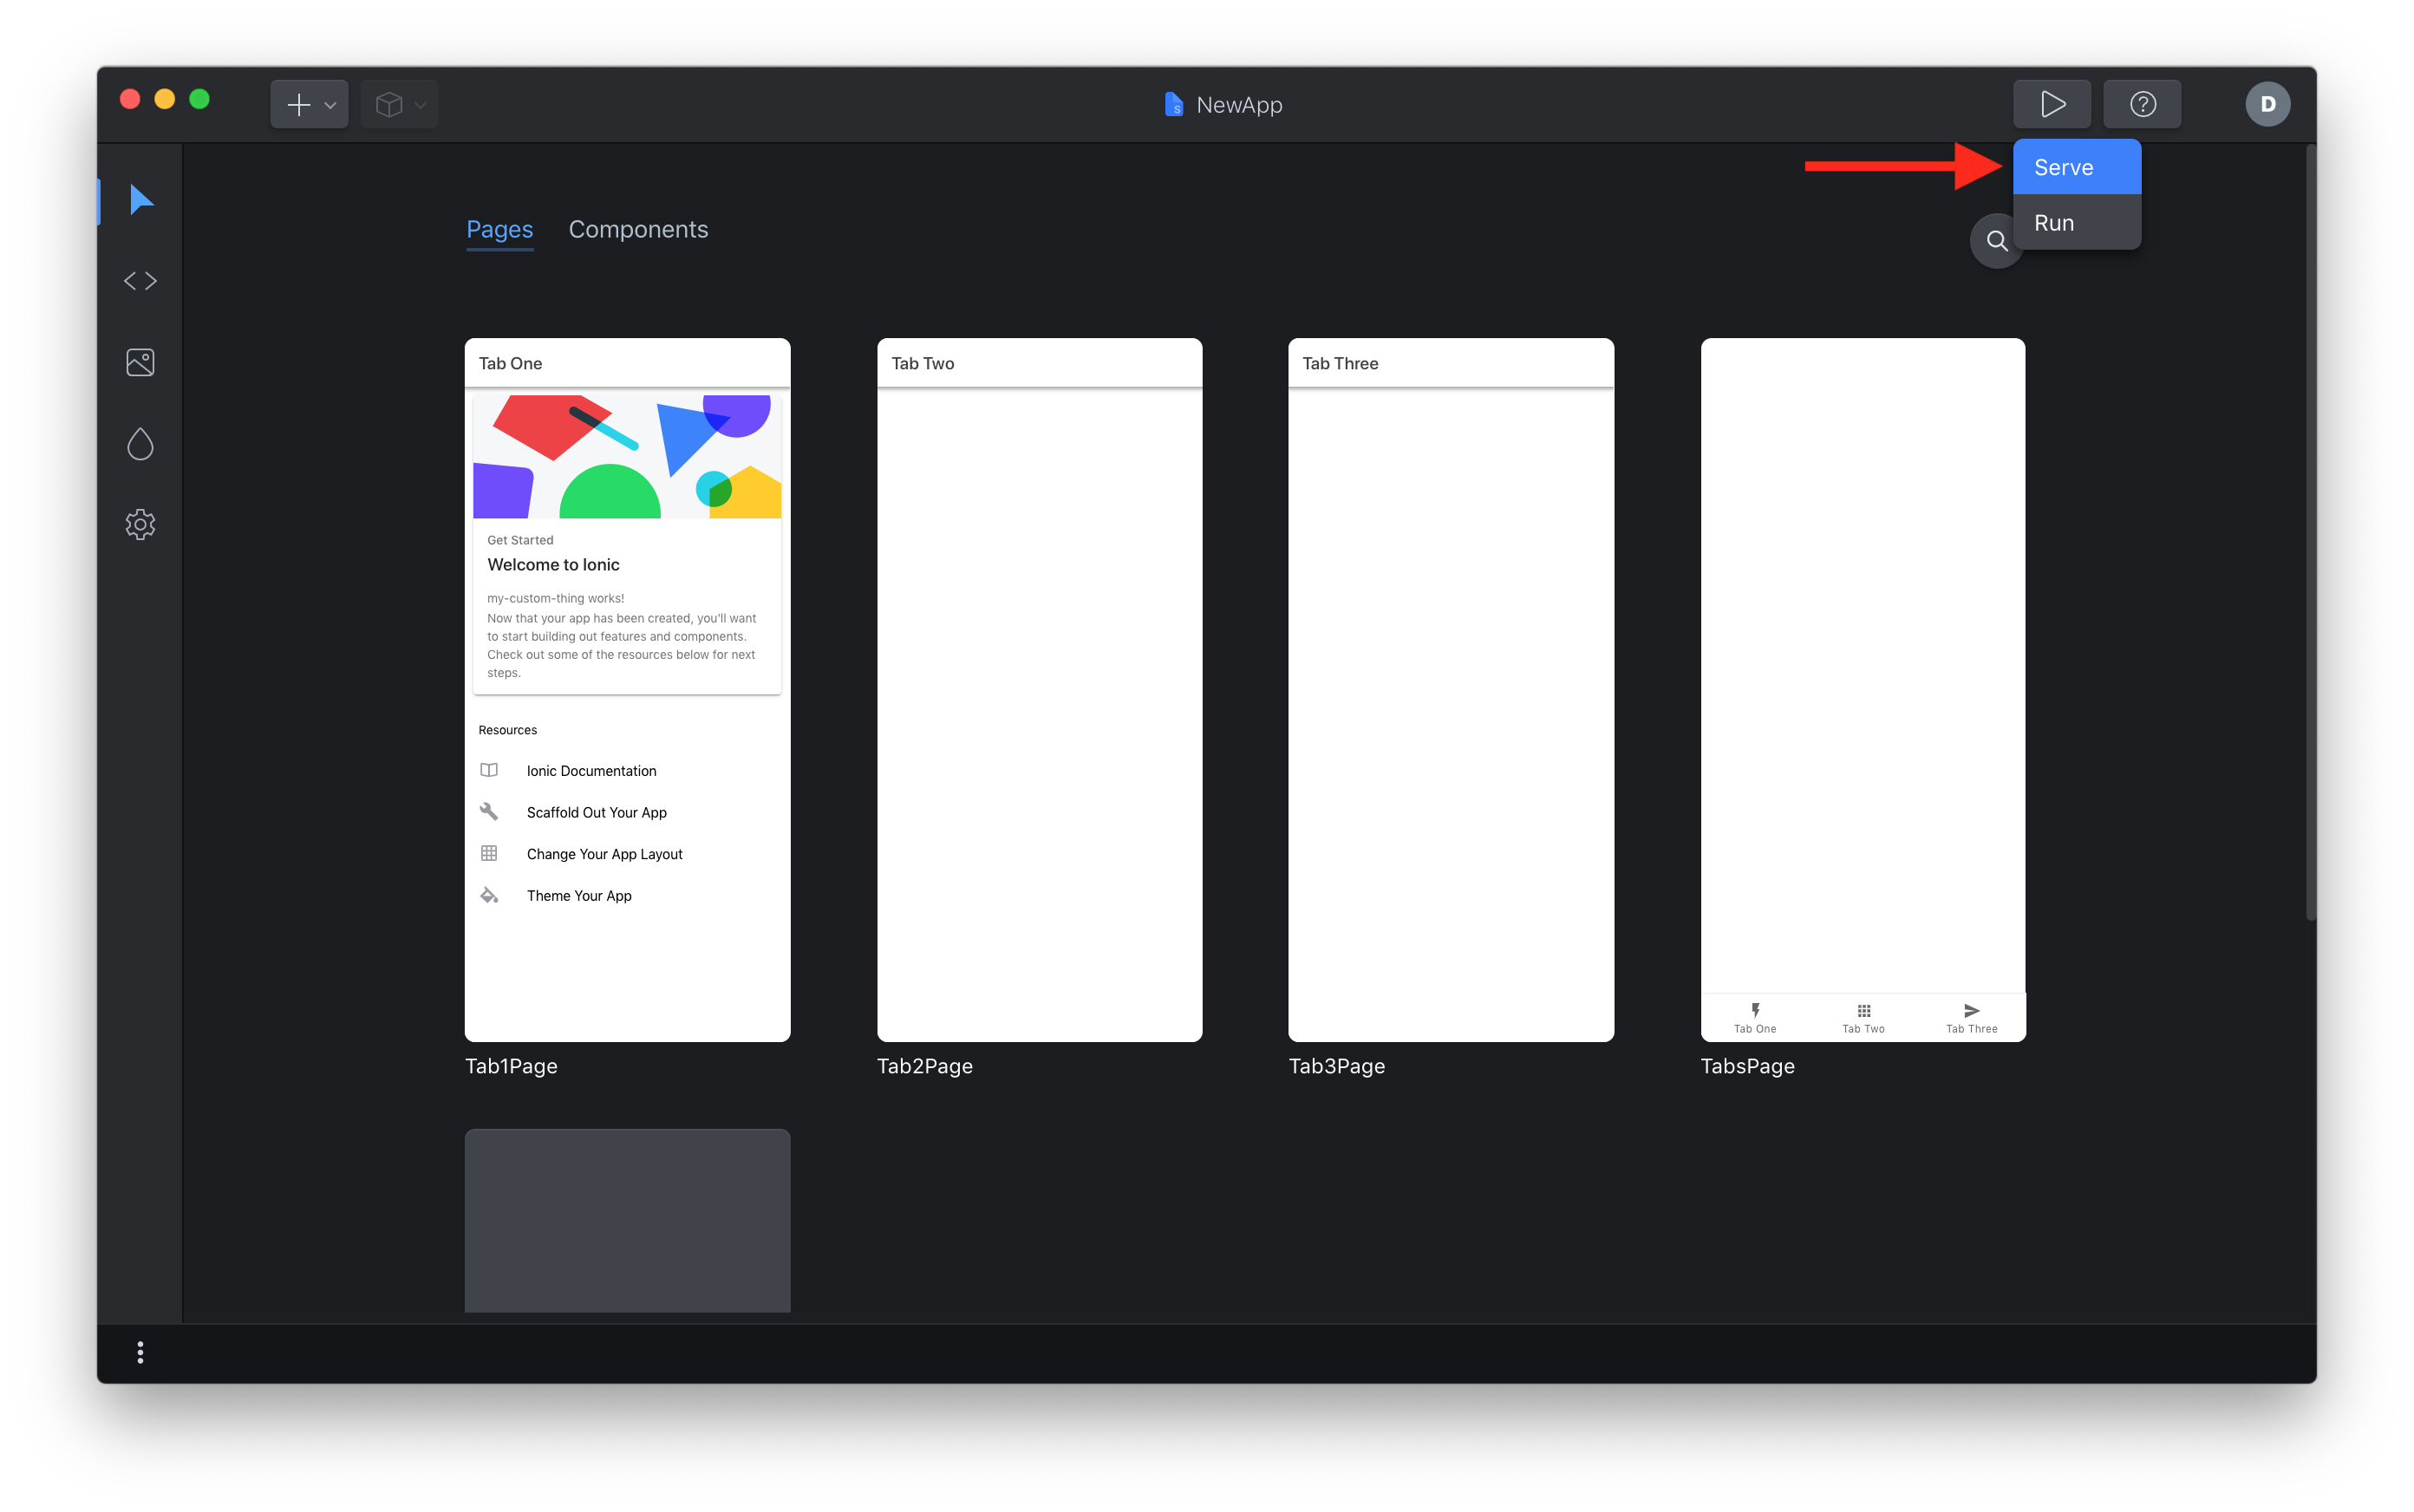 NewApp
D
Serve
Run
Pages
Components
Tab One
Get Started
Welcome to Ionic
my-custom-thing works!
Now that your app has been created, you'll want
to start building out features and components.
Check out some of the resources below for next
steps.
Resources
Ionic Documentation
Scaffold Out Your App
Change Your App Layout
Theme Your App
Tab Two
Tab Three
Tab One
Tab Two
Tab Three
Tab1Page
Tab2Page
Tab3Page
TabsPage